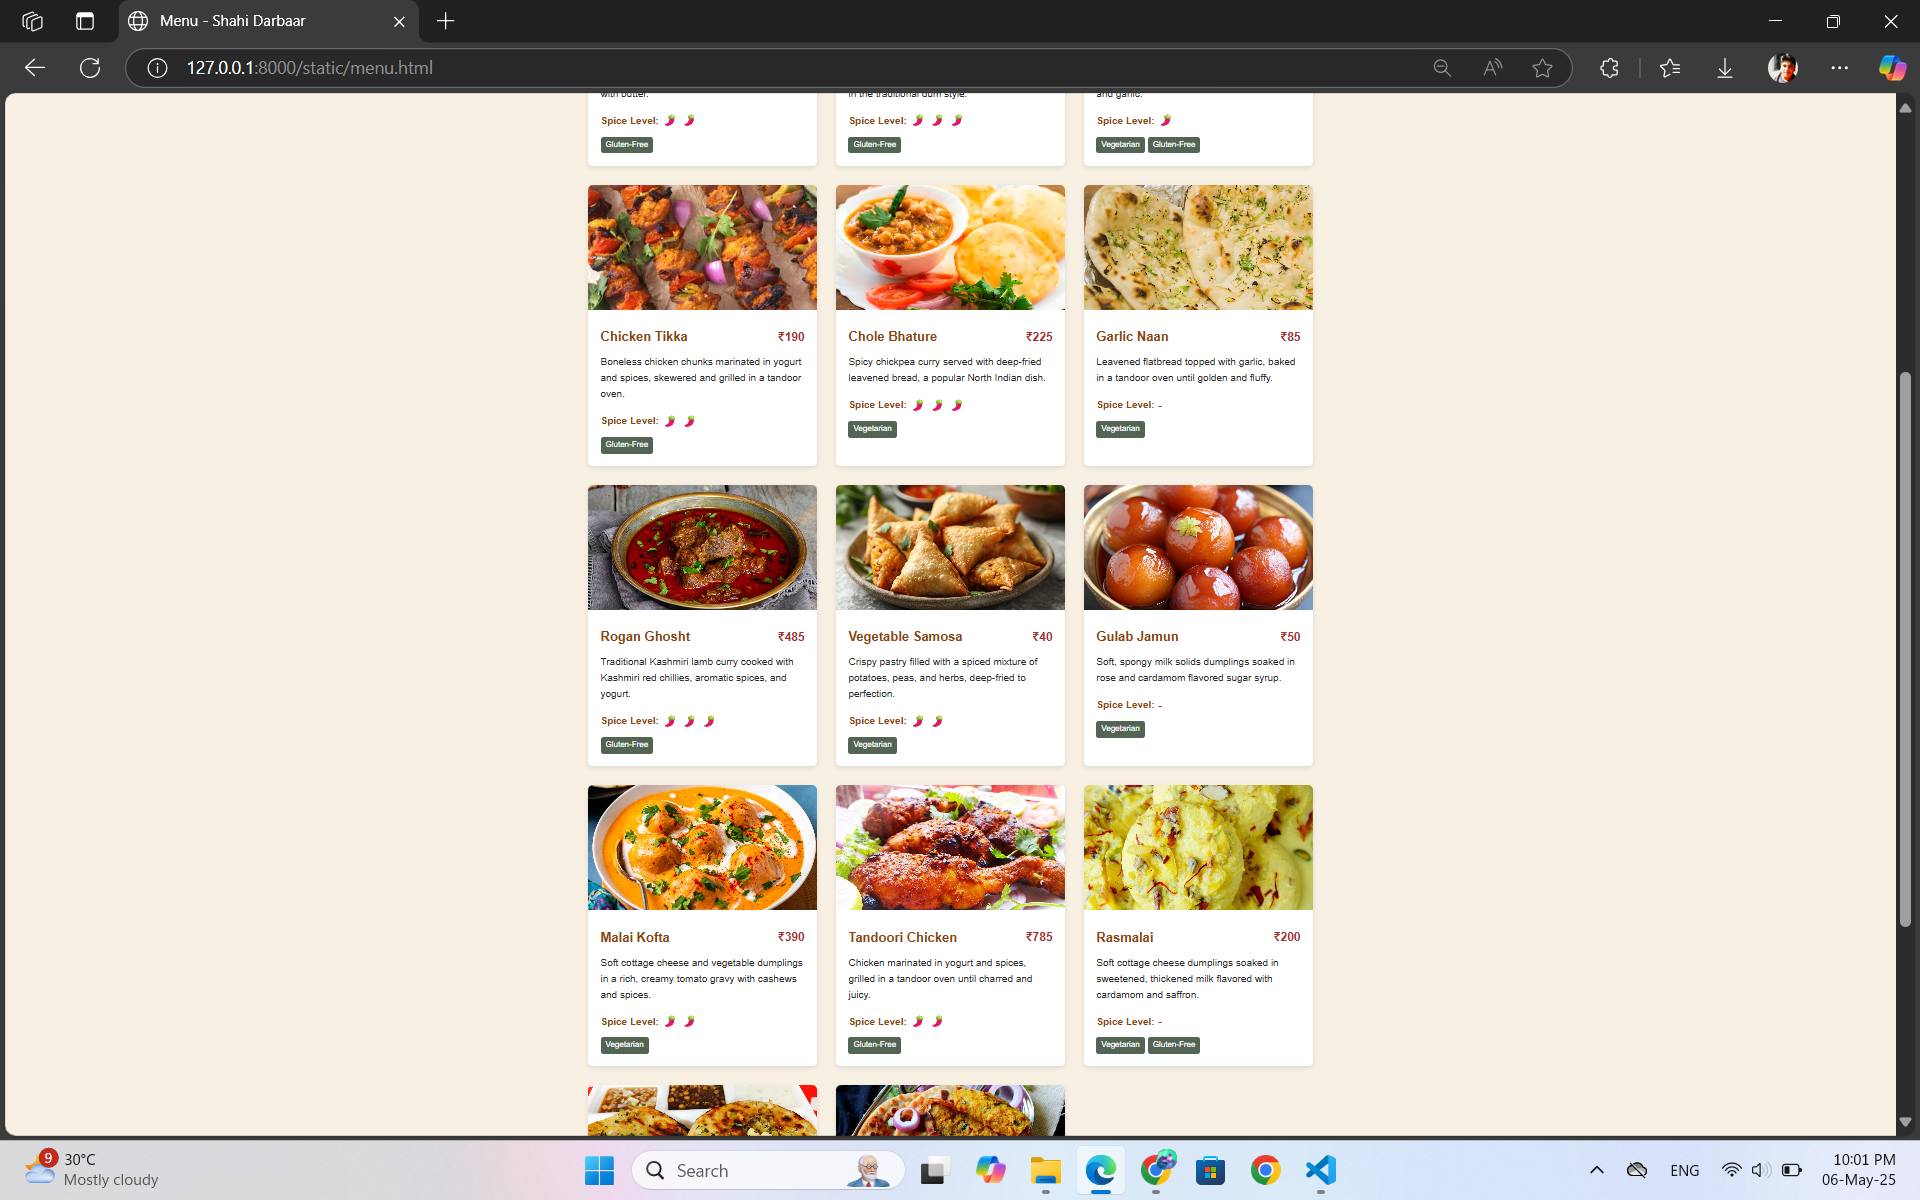 Menu - Shahi Darbaar
127.0.0.1:8000/static/menu.html
with butter.
in the traditional dum style.
and garlic.
Spice Level:
Spice Level:
Spice Level:
Gluten-Free
Gluten-Free
Vegetarian Gluten-Free
Chicken Tikka ₹190
Boneless chicken chunks marinated in yogurt
and spices, skewered and grilled in a tandoor
oven.
Spice Level:
Gluten-Free
Chole Bhature ₹225
Spicy chickpea curry served with deep-fried
leavened bread, a popular North Indian dish.
Spice Level:
Vegetarian
Garlic Naan ₹85
Leavened flatbread topped with garlic, baked
in a tandoor oven until golden and fluffy.
Spice Level: -
Vegetarian
Rogan Ghosht ₹485
Traditional Kashmiri lamb curry cooked with
Kashmiri red chillies, aromatic spices, and
yogurt.
Spice Level:
Gluten-Free
Vegetable Samosa ₹40
Crispy pastry filled with a spiced mixture of
potatoes, peas, and herbs, deep-fried to
perfection.
Spice Level:
Vegetarian
Gulab Jamun ₹50
Soft, spongy milk solids dumplings soaked in
rose and cardamom flavored sugar syrup.
Spice Level: -
Vegetarian
Malai Kofta ₹390
Soft cottage cheese and vegetable dumplings
in a rich, creamy tomato gravy with cashews
and spices.
Spice Level:
Vegetarian
Tandoori Chicken ₹785
Chicken marinated in yogurt and spices,
grilled in a tandoor oven until charred and
juicy.
Spice Level:
Gluten-Free
Rasmalai ₹200
Soft cottage cheese dumplings soaked in
sweetened, thickened milk flavored with
cardamom and saffron.
Spice Level: -
Vegetarian Gluten-Free
9
30°C
Mostly cloudy
Search
ENG
10:01 PM
06-May-25